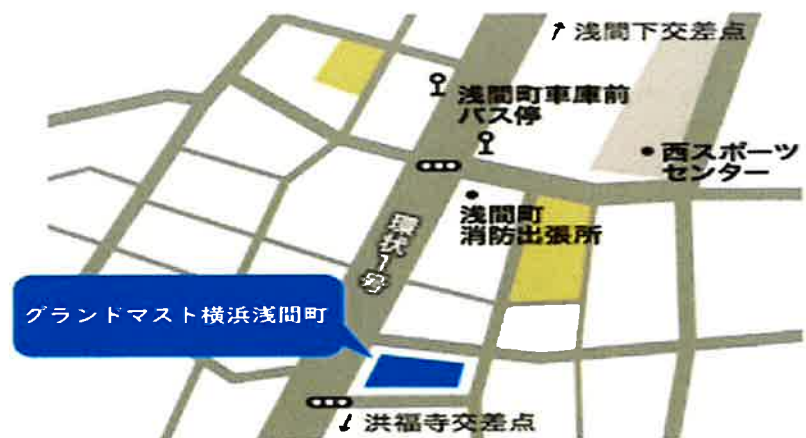 ↗ 浅間下交差点
浅間町車庫前
バス停
西スポーツ
センター
浅間町
消防出張所
環状1号
グランドマスト横浜浅間町
↙ 洪福寺交差点